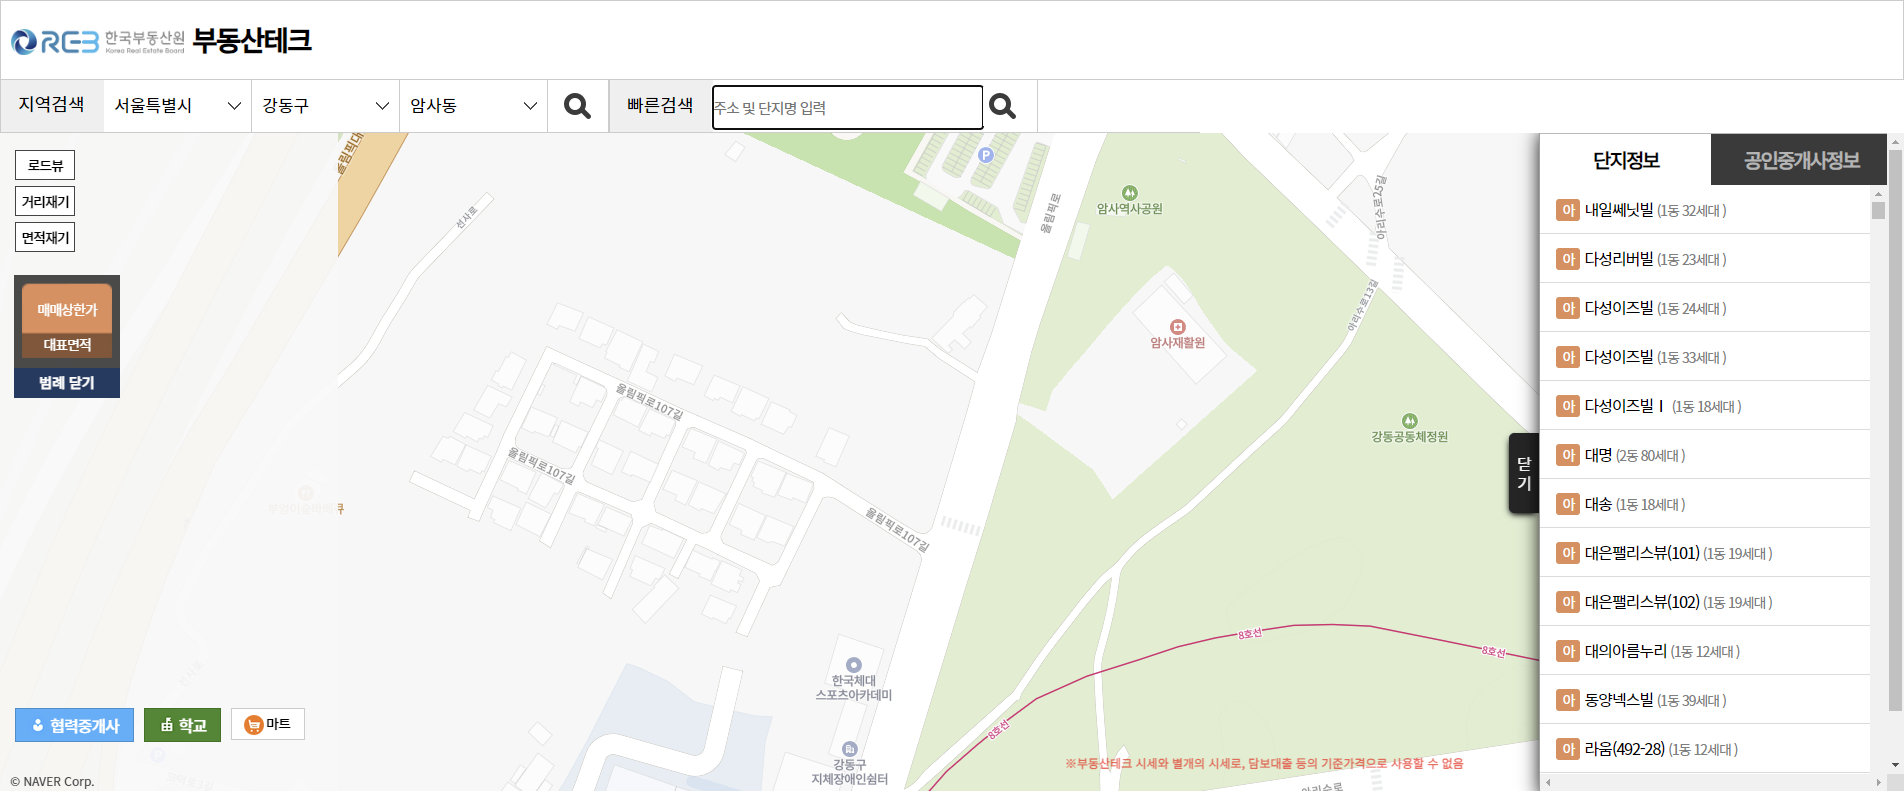 REB 한국부동산원 Korea Real Estate Board 부동산테크
지역검색 서울특별시 강동구 암사동 빠른검색 주소 및 단지명 입력
로드뷰
거리재기
면적재기
매매상한가
대표면적
범례 닫기
올림픽대
선사로
P
올림픽로
암사역사공원
아리수로25길
아리수로13길
암사재활원
강동공동체정원
올림픽로107길
올림픽로107길
올림픽로107길
8호선
8호선
8호선
한국체대
스포츠아카데미
강동구
지체장애인쉼터
아리수로
※부동산테크 시세와 별개의 시세로, 담보대출 등의 기준가격으로 사용할 수 없음
협력중개사 학교 마트
© NAVER Corp.
닫
기
단지정보 공인중개사정보
아 내일쎄닛빌 (1동 32세대 )
아 다성리버빌 (1동 23세대 )
아 다성이즈빌 (1동 24세대 )
아 다성이즈빌 (1동 33세대 )
아 다성이즈빌Ⅰ (1동 18세대 )
아 대명 (2동 80세대 )
아 대송 (1동 18세대 )
아 대은팰리스뷰(101) (1동 19세대 )
아 대은팰리스뷰(102) (1동 19세대 )
아 대의아름누리 (1동 12세대 )
아 동양넥스빌 (1동 39세대 )
아 라움(492-28) (1동 12세대 )